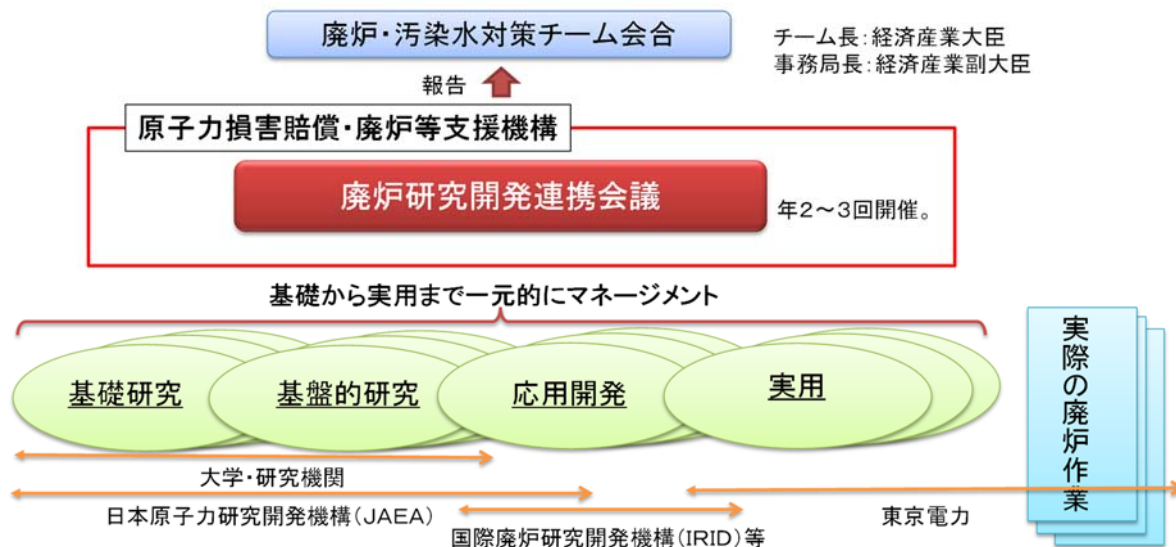 廃炉・汚染水対策チーム会合
チーム長：経済産業大臣
事務局長：経済産業副大臣
報告
原子力損害賠償・廃炉等支援機構
廃炉研究開発連携会議
年２～３回開催。
基礎から実用まで一元的にマネージメント
基礎研究
基盤的研究
応用開発
実用
実際の廃炉作業
大学・研究機関
日本原子力研究開発機構（JAEA）
国際廃炉研究開発機構（IRID）等
東京電力